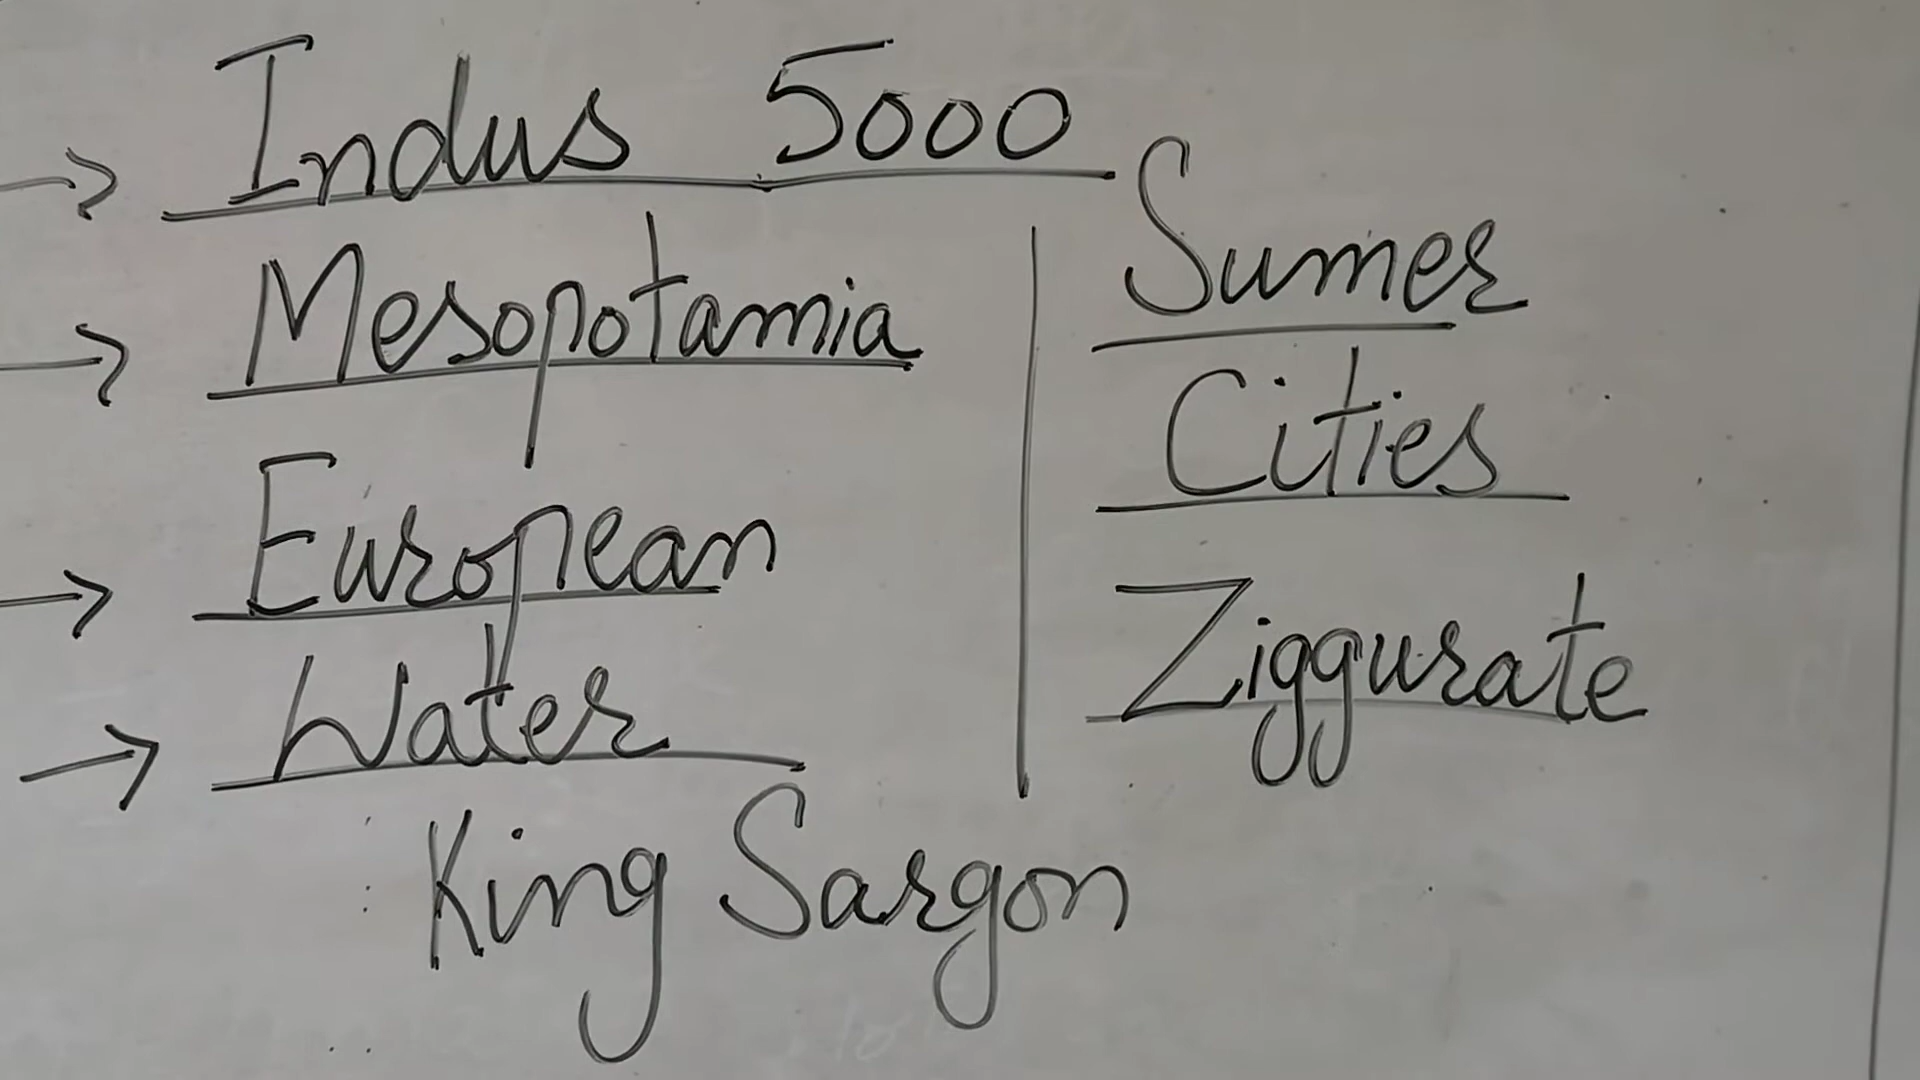 Indus 5000
Mesopotamia
European
Water
Sumer
Cities
Ziggurate
King Sargon